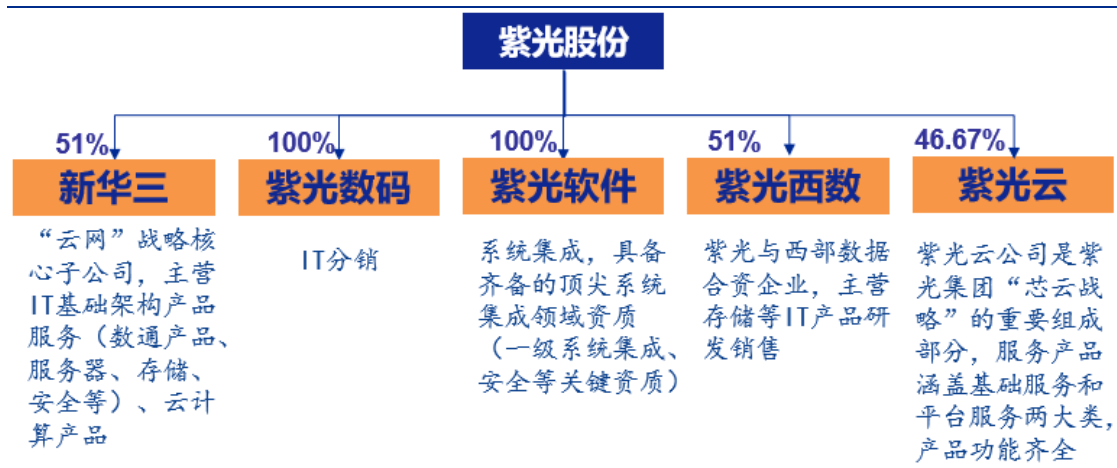 紫光股份
51%
新华三
“云网”战略核
心子公司，主营
IT基础架构产品
服务（数通产品、
服务器、存储、
安全等）、云计
算产品
100%
紫光数码
IT分销
100%
紫光软件
系统集成，具备
齐备的顶尖系统
集成领域资质
（一级系统集成、
安全等关键资质）
51%
紫光西数
紫光与西部数据
合资企业，主营
存储等IT产品研
发销售
46.67%
紫光云
紫光云公司是紫
光集团“芯云战
略”的重要组成
部分，服务产品
涵盖基础服务和
平台服务两大类，
产品功能齐全